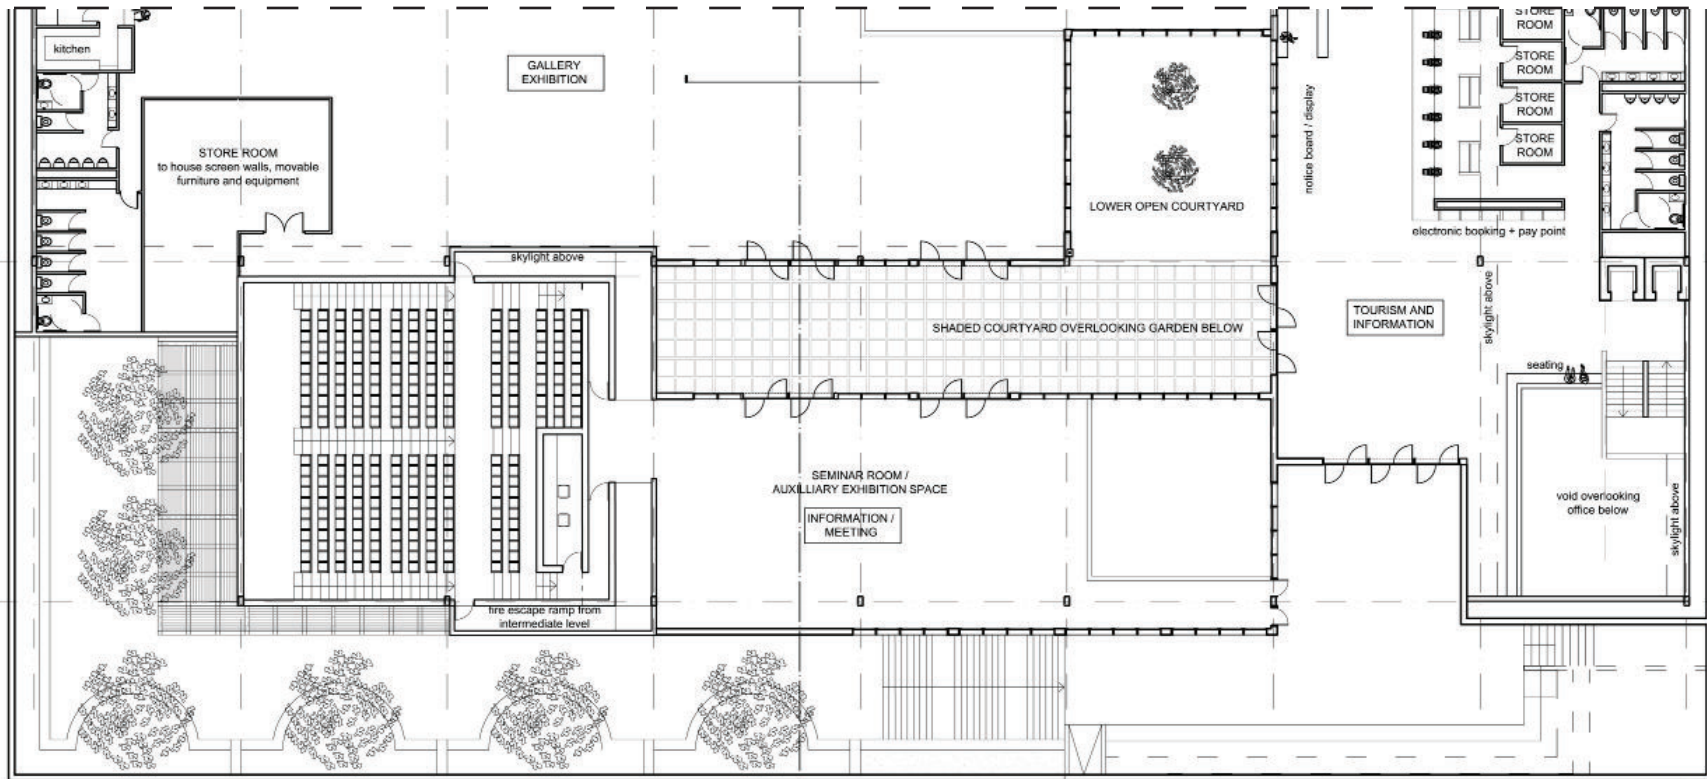 kitchen
GALLERY
EXHIBITION
STORE ROOM
to house screen walls, movable
furniture and equipment
LOWER OPEN COURTYARD
notice board / display
STORE
ROOM
STORE
ROOM
STORE
ROOM
STORE
ROOM
electronic booking + pay point
skylight above
SHADED COURTYARD OVERLOOKING GARDEN BELOW
TOURISM AND
INFORMATION
skylight above
seating
SEMINAR ROOM /
AUXILLIARY EXHIBITION SPACE
INFORMATION /
MEETING
void overlooking
office below
skylight above
fire escape ramp from
intermediate level